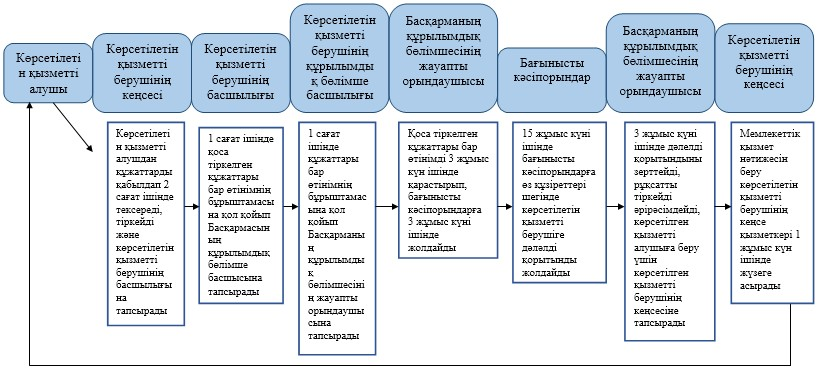 Көрсетілеті
н қызметті
алушы
Көрсетілетін
қызметті
берушінің
кеңсесі
Көрсетілетін
қызметті
берушінің
басшылығы
Көрсетілетін
қызметті
берушінің
құрылымды
қ бөлімше
басшылығы
Басқарманың
құрылымдық
бөлімшесінің
жауапты
орындаушысы
Бағынысты
кәсіпорындар
Басқарманың
құрылымдық
бөлімшесінің
жауапты
орындаушысы
Көрсетілетін
қызметті
берушінің
кеңсесі
Көрсетілеті
н қызметті
алушдан
құжаттарды
қабылдап 2
сағат ішінде
тексереді,
тіркейді
және
көрсетілетін
қызметті
берушінің
басшылығы
на
тапсырады
1 сағат ішінде
қоса
тіркелген
құжаттары
бар өтінімнің
бұрыштамас
ына қол қойып
Басқармасын
ың
құрылымдық
бөлімше
басшысына
тапсырады
1 сағат
ішінде
құжаттары
бар
өтінімнің
бұрыштамас
ына қол
қойып
Басқарманы
ң
құрылымды
қ
бөлімшесіні
ң жауапты
орындаушы
сына
тапсырады
Қоса тіркелген
құжаттары бар
өтінімді 3 жұмыс
күн ішінде
қарастырып,
бағынысты
кәсіпорындарға
3 жұмыс күні
ішінде
жолдайды
15 жұмыс күні
ішінде
бағынысты
кәсіпорындарға
өз құзіреттері
шегінде
көрсетілетін
қызметті
берушіге
дәлелді
қорытынды
жолдайды
3 жұмыс күні
ішінде дәлелді
қорытындыны
зерттейді,
рұқсатты
тіркейді
әрірәсімдейді,
көрсетілген
қызметті
алушыға беру
үшін
көрсетілген
қызметті
берушінің
кеңсесіне
тапсырады
Мемлекеттік
қызмет
нәтижесін
беру
көрсетілетін
қызметті
берушінің
кеңсе
қызметкері 1
жұмыс күн
ішінде
жүзеге
асырады